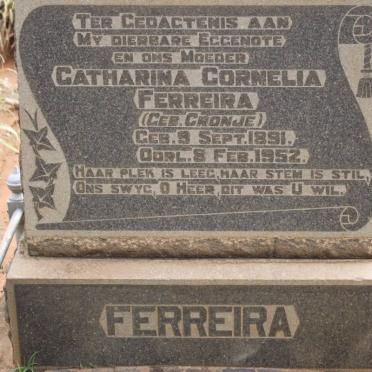 TER GEDACTENIS AAN
MY DIERBARE EGGENOTE
EN ONS MOEDER
CATHARINA CORNELIA
FERREIRA
(GEB. CRONJE)
GEB. 9 SEPT. 1891.
OORL. 8 FEB. 1952.
HAAR PLEK IS LEEG, HAAR STEM IS STIL,
ONS SWYG, O HEER, DIT WAS U WIL.
FERREIRA